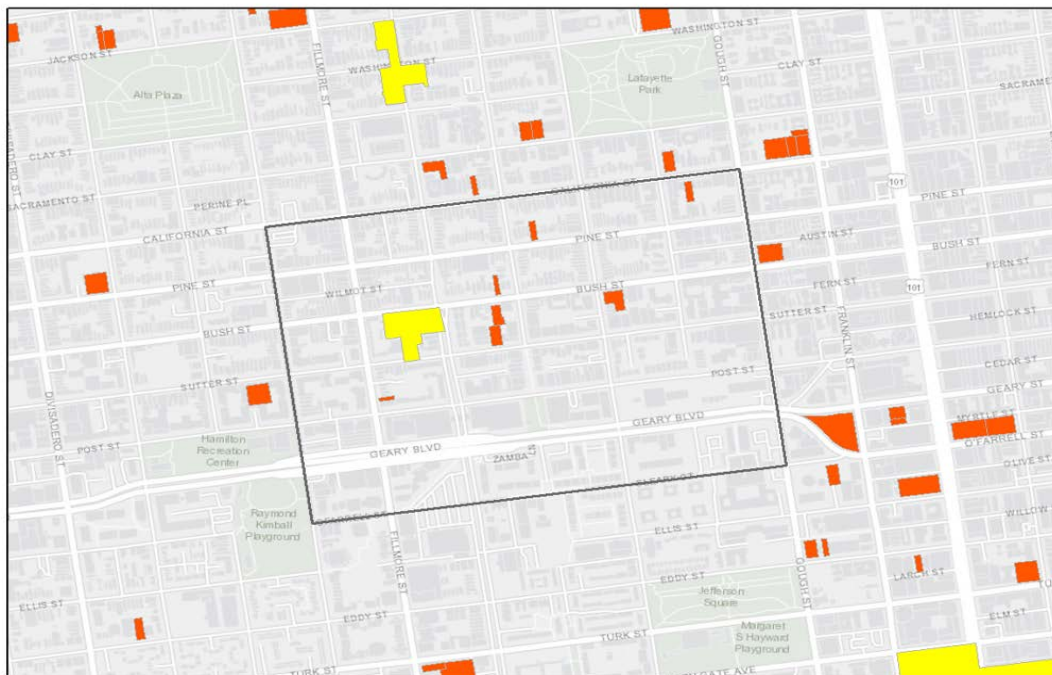 WASHINGTON ST
JACKSON ST
FILLMORE ST
WASHINGTON ST
GOUGH ST
CLAY ST
Alta Plaza
Lafayette
Park
CLAY ST
SACRAMENTO ST
PERINE PL
CALIFORNIA ST
CALIFORNIA ST
101
PINE ST
PINE ST
AUSTIN ST
BUSH ST
PINE ST
WILMOT ST
BUSH ST
FERN ST
FERN ST
101
BUSH ST
SUTTER ST
HEMLOCK ST
FRANKLIN ST
CEDAR ST
SUTTER ST
POST ST
GEARY ST
DIVISADERO ST
POST ST
Hamilton
Recreation
Center
GEARY BLVD
GEARY BLVD
MYRTLE ST
O'FARRELL ST
OLIVE ST
CLEARY CT
Raymond
Kimball
Playground
FILLMORE ST
ELLIS ST
WILLOW
GOUGH ST
EDDY ST
LARCH ST
ELLIS ST
EDDY ST
Jefferson
Square
ELM ST
TURK ST
Margaret
S Hayward
Playground
TURK ST
GATE AVE